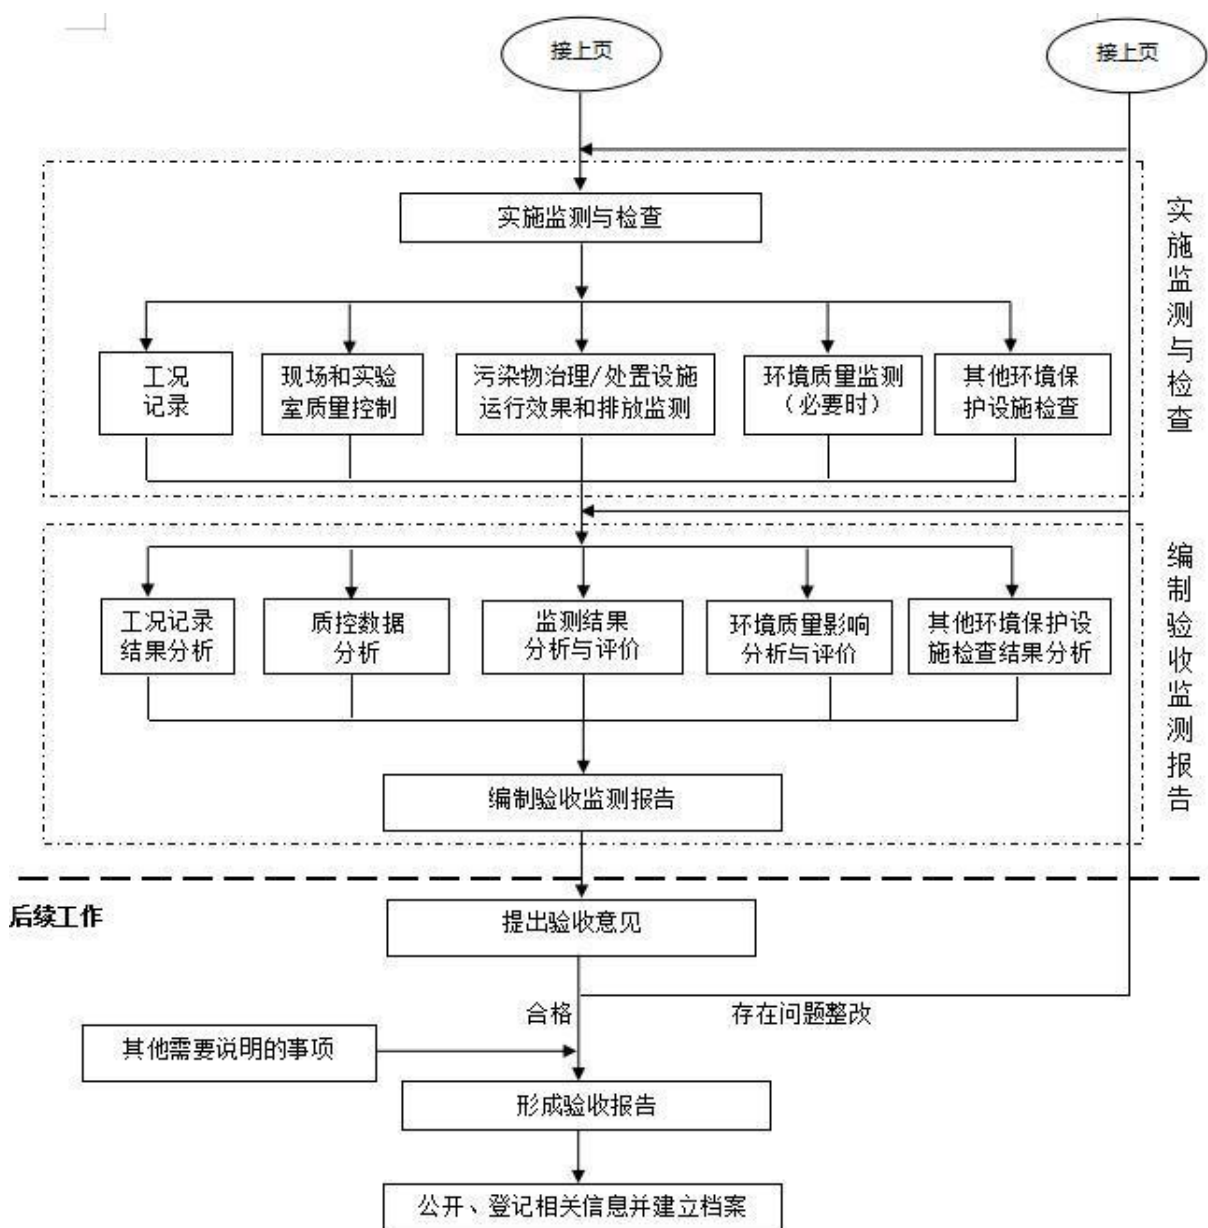 接上页
接上页
实施监测与检查
实施监测与检查
工况
记录
现场和实验
室质量控制
污染物治理/处置设施
运行效果和排放监测
环境质量监测
（必要时）
其他环境保
护设施检查
工况记录
结果分析
质控数据
分析
监测结果
分析与评价
环境质量影响
分析与评价
其他环境保护设
施检查结果分析
编制验收监测报告
编制验收监测报告
后续工作
提出验收意见
合格
存在问题整改
其他需要说明的事项
形成验收报告
公开、登记相关信息并建立档案